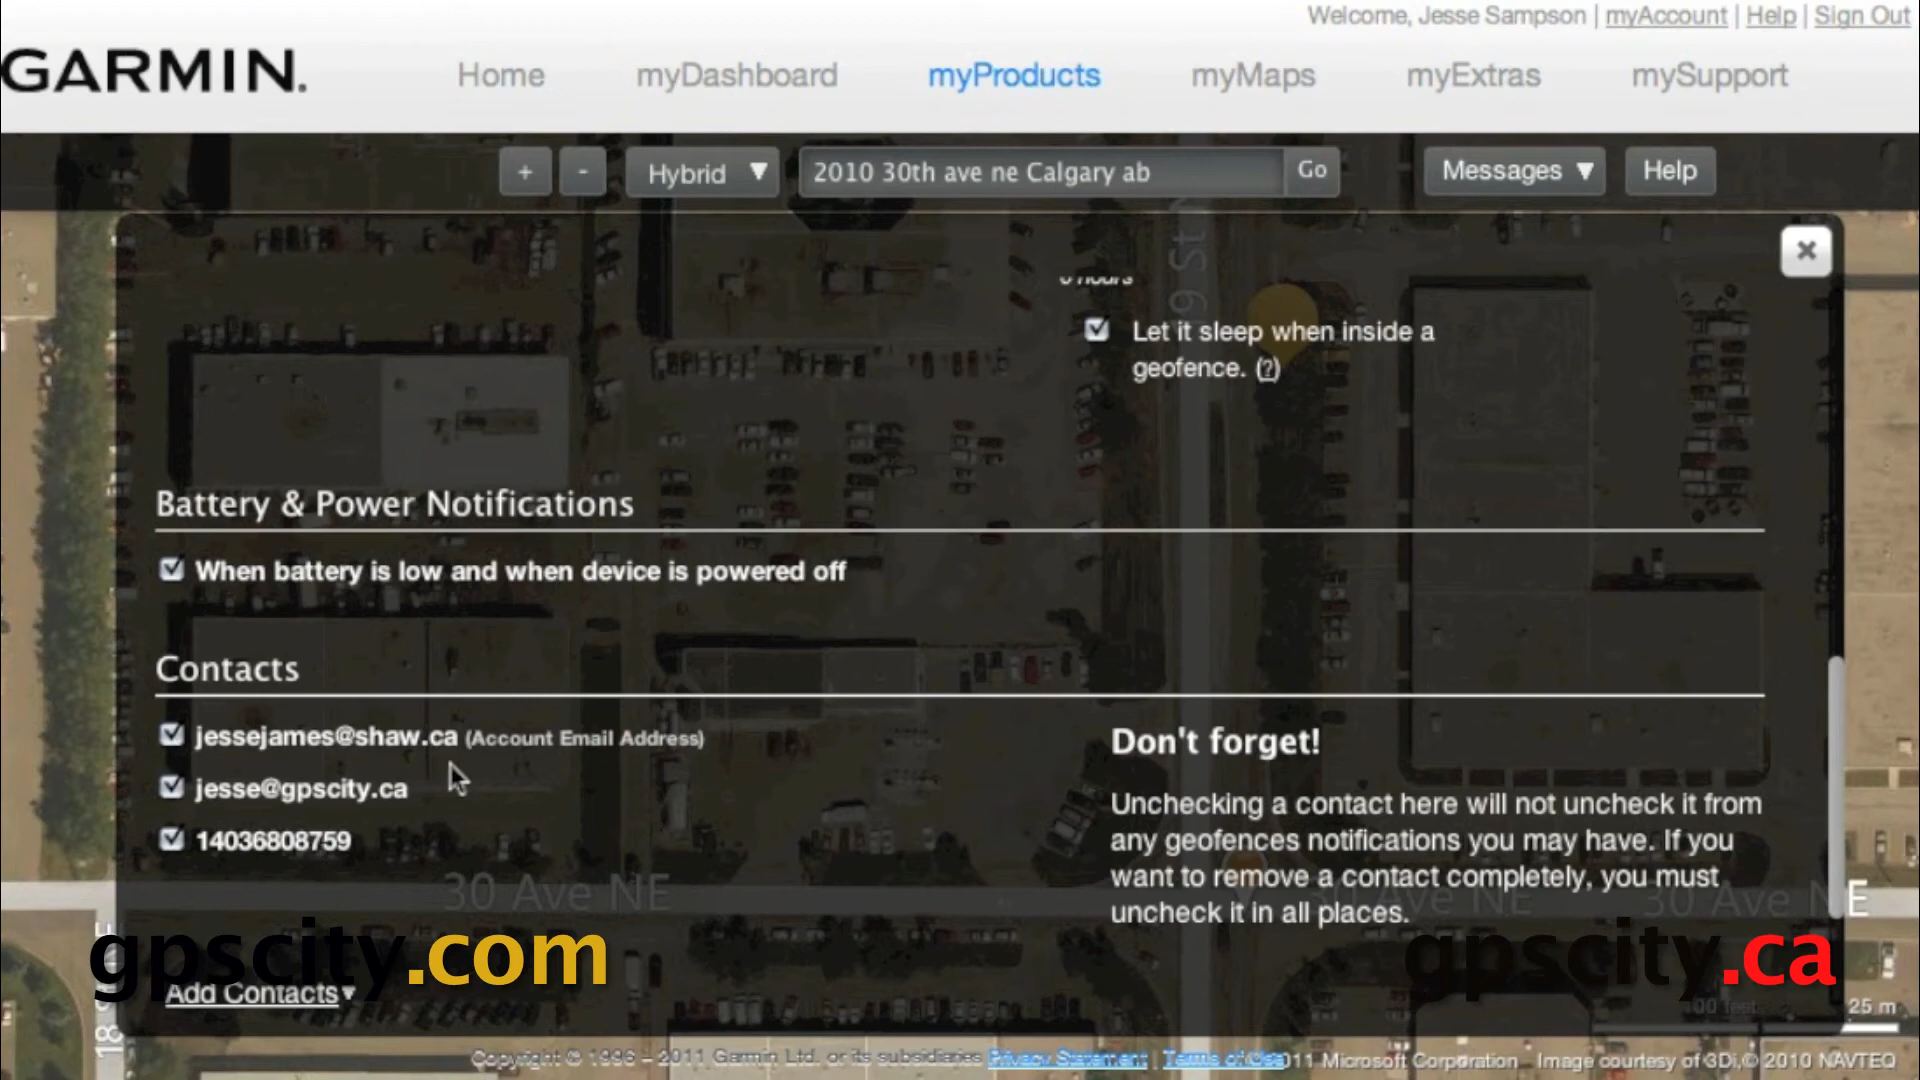 Welcome, Jesse Sampson | myAccount | Help | Sign Out
GARMIN.
Home myDashboard myProducts myMaps myExtras mySupport
+ - Hybrid ▼ 2010 30th ave ne Calgary ab Go Messages ▼ Help
hours
Let it sleep when inside a
geofence. (?)
Battery & Power Notifications
When battery is low and when device is powered off
Contacts
jessejames@shaw.ca (Account Email Address)
jesse@gpscity.ca
14036808759
Don't forget!
Unchecking a contact here will not uncheck it from
any geofences notifications you may have. If you
want to remove a contact completely, you must
uncheck it in all places.
30 Ave NE
30 Ave NE
gpscity.com
gpscity.ca
Add Contacts ▼
25 m
Copyright © 1996 – 2011 Garmin Ltd. or its subsidiaries Privacy Statement | Terms of Use 011 Microsoft Corporation Image courtesy of 3Di,© 2010 NAVTEQ